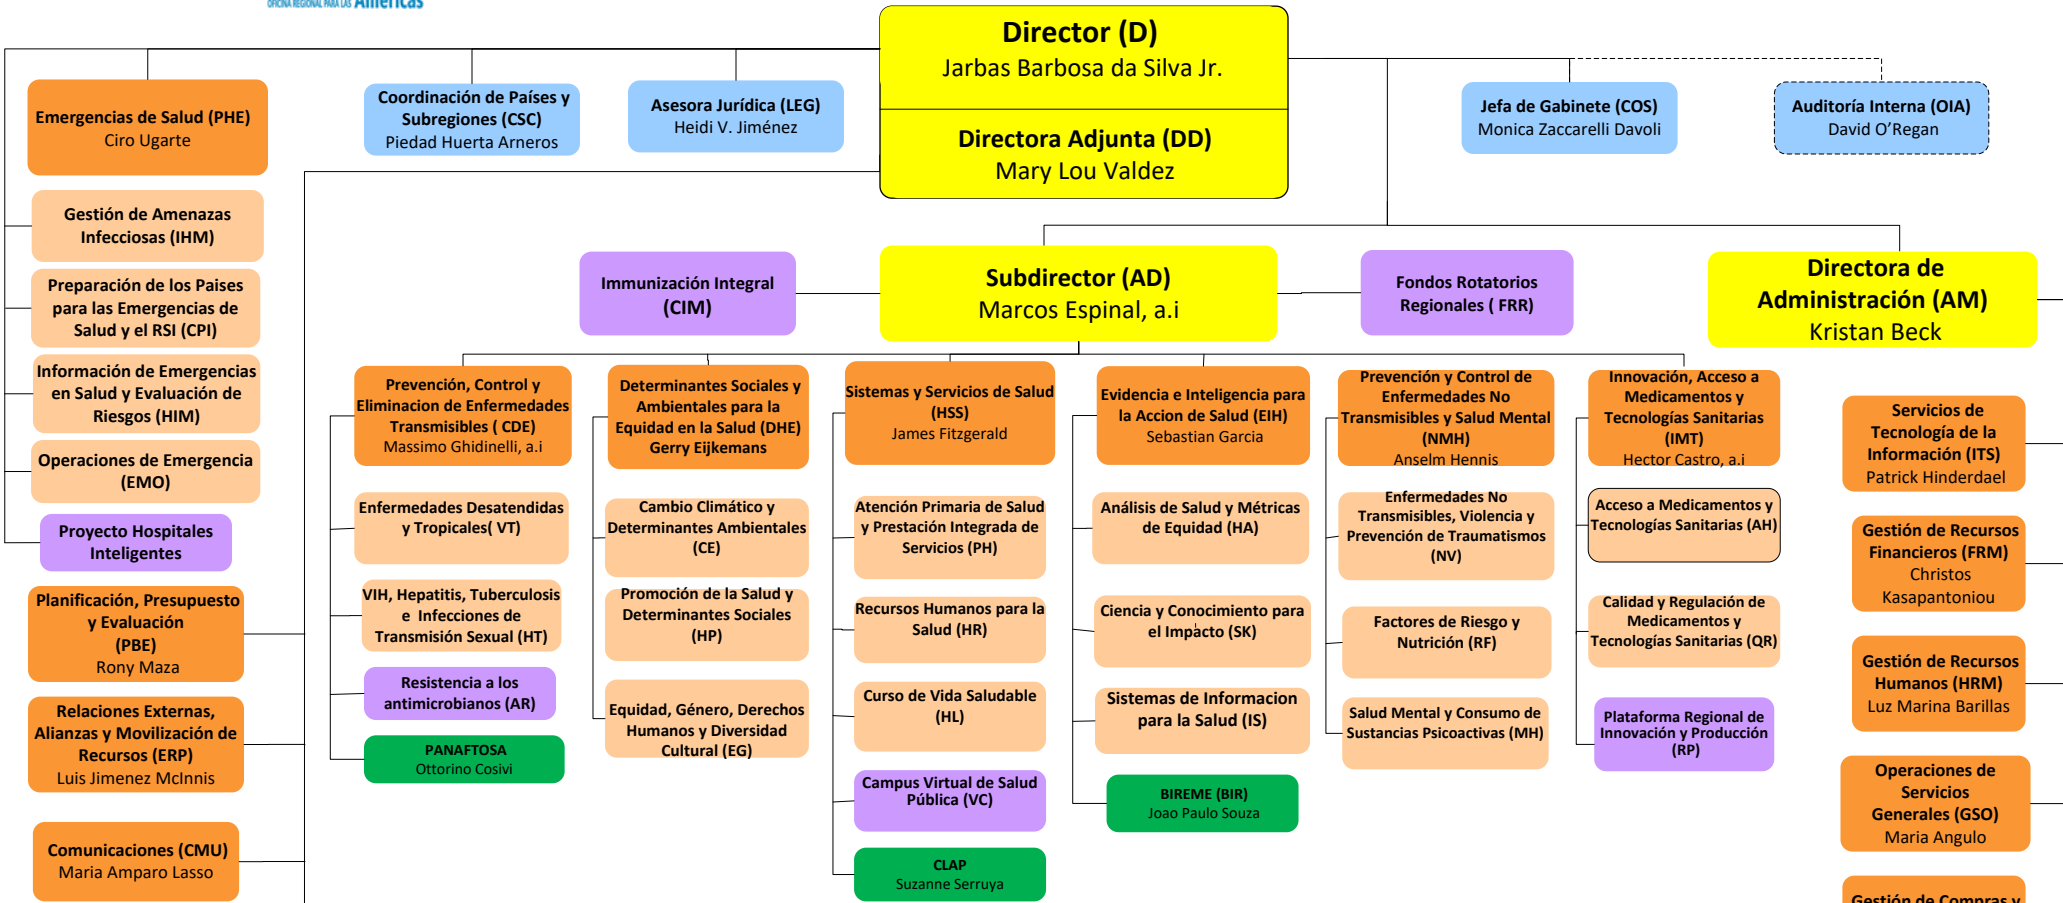 OFICINA REGIONAL PARA LAS Américas
Director (D)
Jarbas Barbosa da Silva Jr.
Directora Adjunta (DD)
Mary Lou Valdez
Emergencias de Salud (PHE)
Ciro Ugarte
Coordinación de Países y
Subregiones (CSC)
Piedad Huerta Arneros
Asesora Jurídica (LEG)
Heidi V. Jiménez
Jefa de Gabinete (COS)
Monica Zaccarelli Davoli
Auditoría Interna (OIA)
David O'Regan
Gestión de Amenazas
Infecciosas (IHM)
Preparación de los Paises
para las Emergencias de
Salud y el RSI (CPI)
Información de Emergencias
en Salud y Evaluación de
Riesgos (HIM)
Operaciones de Emergencia
(EMO)
Proyecto Hospitales
Inteligentes
Planificación, Presupuesto
y Evaluación
(PBE)
Rony Maza
Relaciones Externas,
Alianzas y Movilización de
Recursos (ERP)
Luis Jimenez McInnis
Comunicaciones (CMU)
Maria Amparo Lasso
Immunización Integral
(CIM)
Subdirector (AD)
Marcos Espinal, a.i
Fondos Rotatorios
Regionales ( FRR)
Directora de
Administración (AM)
Kristan Beck
Prevención, Control y
Eliminacion de Enfermedades
Transmisibles ( CDE)
Massimo Ghidinelli, a.i
Enfermedades Desatendidas
y Tropicales( VT)
VIH, Hepatitis, Tuberculosis
e Infecciones de
Transmisión Sexual (HT)
Resistencia a los
antimicrobianos (AR)
PANAFTOSA
Ottorino Cosivi
Determinantes Sociales y
Ambientales para la
Equidad en la Salud (DHE)
Gerry Eijkemans
Cambio Climático y
Determinantes Ambientales
(CE)
Promoción de la Salud y
Determinantes Sociales
(HP)
Equidad, Género, Derechos
Humanos y Diversidad
Cultural (EG)
Sistemas y Servicios de Salud
(HSS)
James Fitzgerald
Atención Primaria de Salud
y Prestación Integrada de
Servicios (PH)
Recursos Humanos para la
Salud (HR)
Curso de Vida Saludable
(HL)
Campus Virtual de Salud
Pública (VC)
CLAP
Suzanne Serruya
Evidencia e Inteligencia para
la Accion de Salud (EIH)
Sebastian Garcia
Análisis de Salud y Métricas
de Equidad (HA)
Ciencia y Conocimiento para
el Impacto (SK)
Sistemas de Informacion
para la Salud (IS)
BIREME (BIR)
Joao Paulo Souza
Prevención y Control de
Enfermedades No
Transmisibles y Salud Mental
(NMH)
Anselm Hennis
Enfermedades No
Transmisibles, Violencia y
Prevención de Traumatismos
(NV)
Factores de Riesgo y
Nutrición (RF)
Salud Mental y Consumo de
Sustancias Psicoactivas (MH)
Innovación, Acceso a
Medicamentos y
Tecnologías Sanitarias
(IMT)
Hector Castro, a.i
Acceso a Medicamentos y
Tecnologías Sanitarias (AH)
Calidad y Regulación de
Medicamentos y
Tecnologías Sanitarias (QR)
Plataforma Regional de
Innovación y Producción
(RP)
Servicios de
Tecnología de la
Información (ITS)
Patrick Hinderdael
Gestión de Recursos
Financieros (FRM)
Christos
Kasapantoniou
Gestión de Recursos
Humanos (HRM)
Luz Marina Barillas
Operaciones de
Servicios
Generales (GSO)
Maria Angulo
Gestión de Compras y